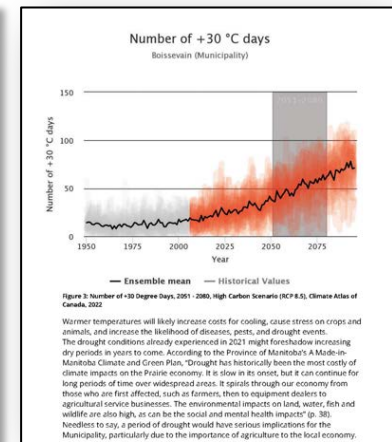 Number of +30 °C days
Boissevain (Municipality)
2051-2080
150
100
50
0
Number of +30 °C days
1950
1975
2000
2025
2050
2075
Year
Ensemble mean
Historical Values
Figure 3: Number of +30 Degree Days, 2051 - 2080, High Carbon Scenario (RCP 8.5), Climate Atlas of
Canada, 2022
Warmer temperatures will likely increase costs for cooling, cause stress on crops and
animals, and increase the likelihood of diseases, pests, and drought events.
The drought conditions already experienced in 2021 might foreshadow increasing
dry periods in years to come. According to the Province of Manitoba's A Made-in-
Manitoba Climate and Green Plan, "Drought has historically been the most costly of
climate impacts on the Prairie economy. It is slow in its onset, but it can continue for
long periods of time over widespread areas. It spirals through our economy from
those who are first affected, such as farmers, then to equipment dealers to
agricultural service businesses. The environmental impacts on land, water, fish and
wildlife are also high, as can be the social and mental health impacts" (p. 38).
Needless to say, a period of drought would have serious implications for the
Municipality, particularly due to the importance of agriculture to the local economy.